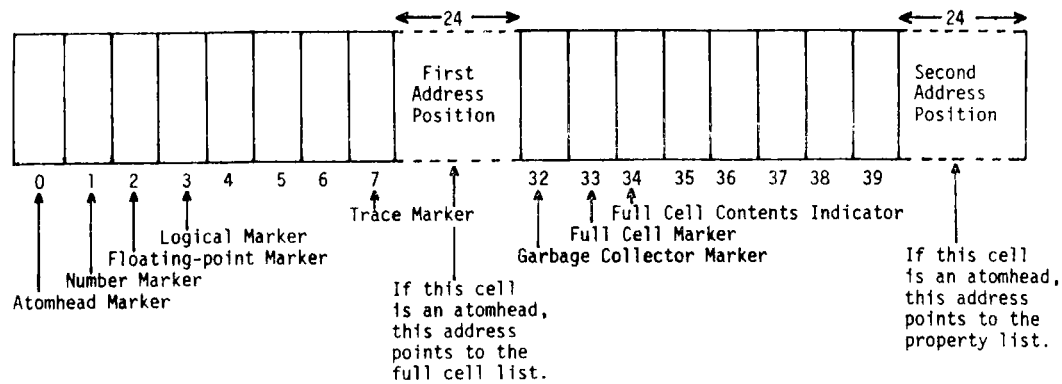 24
24
First
Address
Position
Second
Address
Position
0 1 2 3 4 5 6 7 32 33 34 35 36 37 38 39
Trace Marker
Full Cell Contents Indicator
Logical Marker
Full Cell Marker
Floating-point Marker
Garbage Collector Marker
Number Marker
Atomhead Marker
If this cell
is an atomhead,
this address
points to the
full cell list.
If this cell
is an atomhead,
this address
points to the
property list.